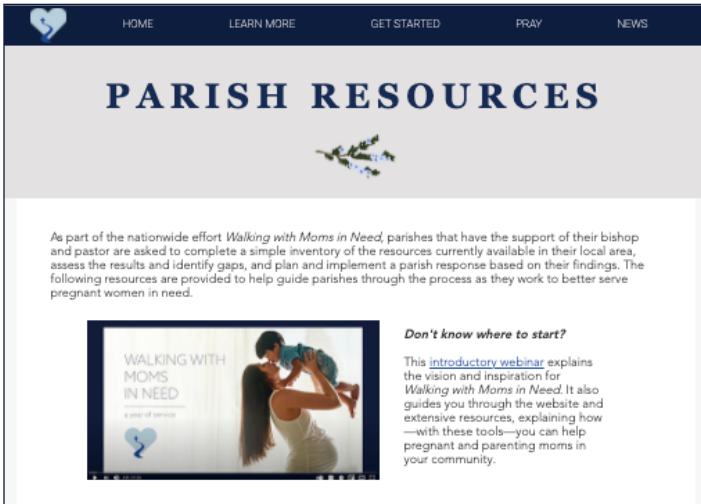 HOME LEARN MORE GET STARTED PRAY NEWS
PARISH RESOURCES
As part of the nationwide effort Walking with Moms in Need, parishes that have the support of their bishop
and pastor are asked to complete a simple inventory of the resources currently available in their local area,
assess the results and identify gaps, and plan and implement a parish response based on their findings. The
following resources are provided to help guide parishes through the process as they work to better serve
pregnant women in need.
WALKING WITH
MOMS
IN NEED
a year of service
Don't know where to start?
This introductory webinar explains
the vision and inspiration for
Walking with Moms in Need. It also
guides you through the website and
extensive resources, explaining how
—with these tools—you can help
pregnant and parenting moms in
your community.